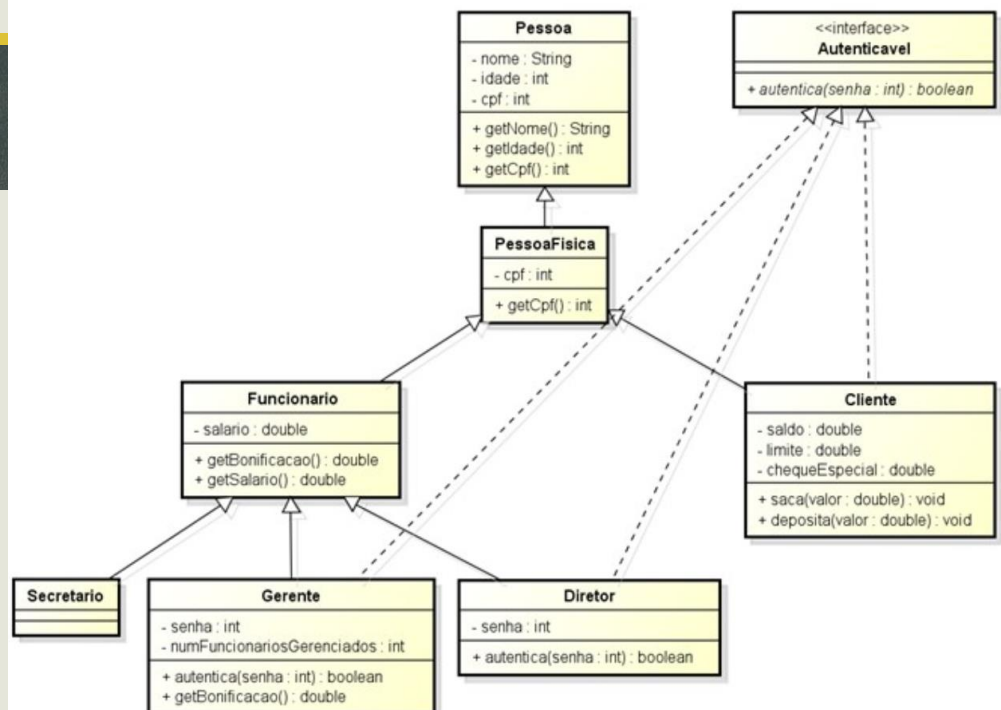 Pessoa
- nome : String
- idade : int
- cpf : int
+ getNome() : String
+ getIdade() : int
+ getCpf() : int
<<interface>>
Autenticavel
+ autentica(senha : int) : boolean
PessoaFisica
- cpf : int
+ getCpf() : int
Funcionario
- salario : double
+ getBonificacao() : double
+ getSalario() : double
Cliente
- saldo : double
- limite : double
- chequeEspecial : double
+ saca(valor : double) : void
+ deposita(valor : double) : void
Secretario
Gerente
- senha : int
- numFuncionariosGerenciados : int
+ autentica(senha : int) : boolean
+ getBonificacao() : double
Diretor
- senha : int
+ autentica(senha : int) : boolean